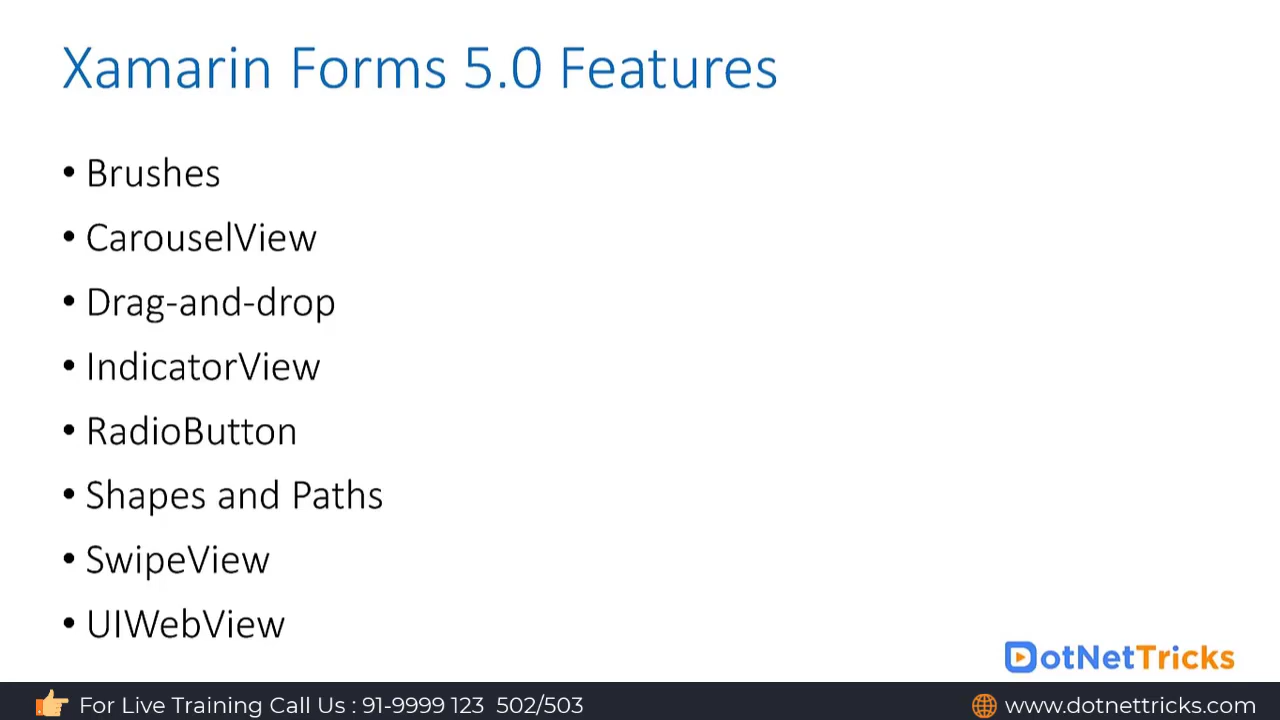 Xamarin Forms 5.0 Features
• Brushes
• CarouselView
• Drag-and-drop
• IndicatorView
• RadioButton
• Shapes and Paths
• SwipeView
• UIWebView
DotNetTricks
For Live Training Call Us : 91-9999 123 502/503
www.dotnettricks.com